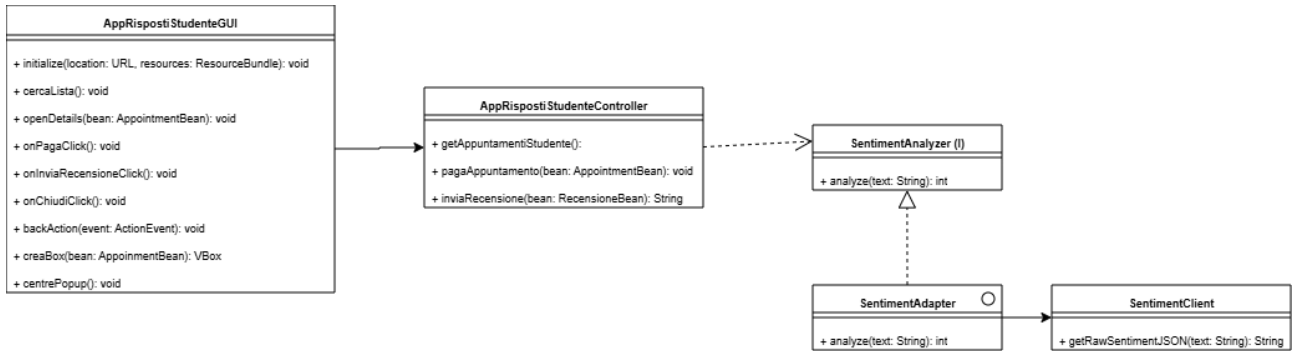 AppRispostiStudenteGUI
+ initialize(location: URL, resources: ResourceBundle): void
+ cercaLista(): void
+ openDetails(bean: AppointmentBean): void
+ onPagaClick(): void
+ onInviaRecensioneClick(): void
+ onChiudiClick(): void
+ backAction(event: ActionEvent): void
+ creaBox(bean: AppoinmentBean): VBox
+ centrePopup(): void
AppRispostiStudenteController
+ getAppuntamentiStudente():
+ pagaAppuntamento(bean: AppointmentBean): void
+ inviaRecensione(bean: RecensioneBean): String
SentimentAnalyzer (I)
+ analyze(text: String): int
SentimentAdapter
+ analyze(text: String): int
SentimentClient
+ getRawSentimentJSON(text: String): String